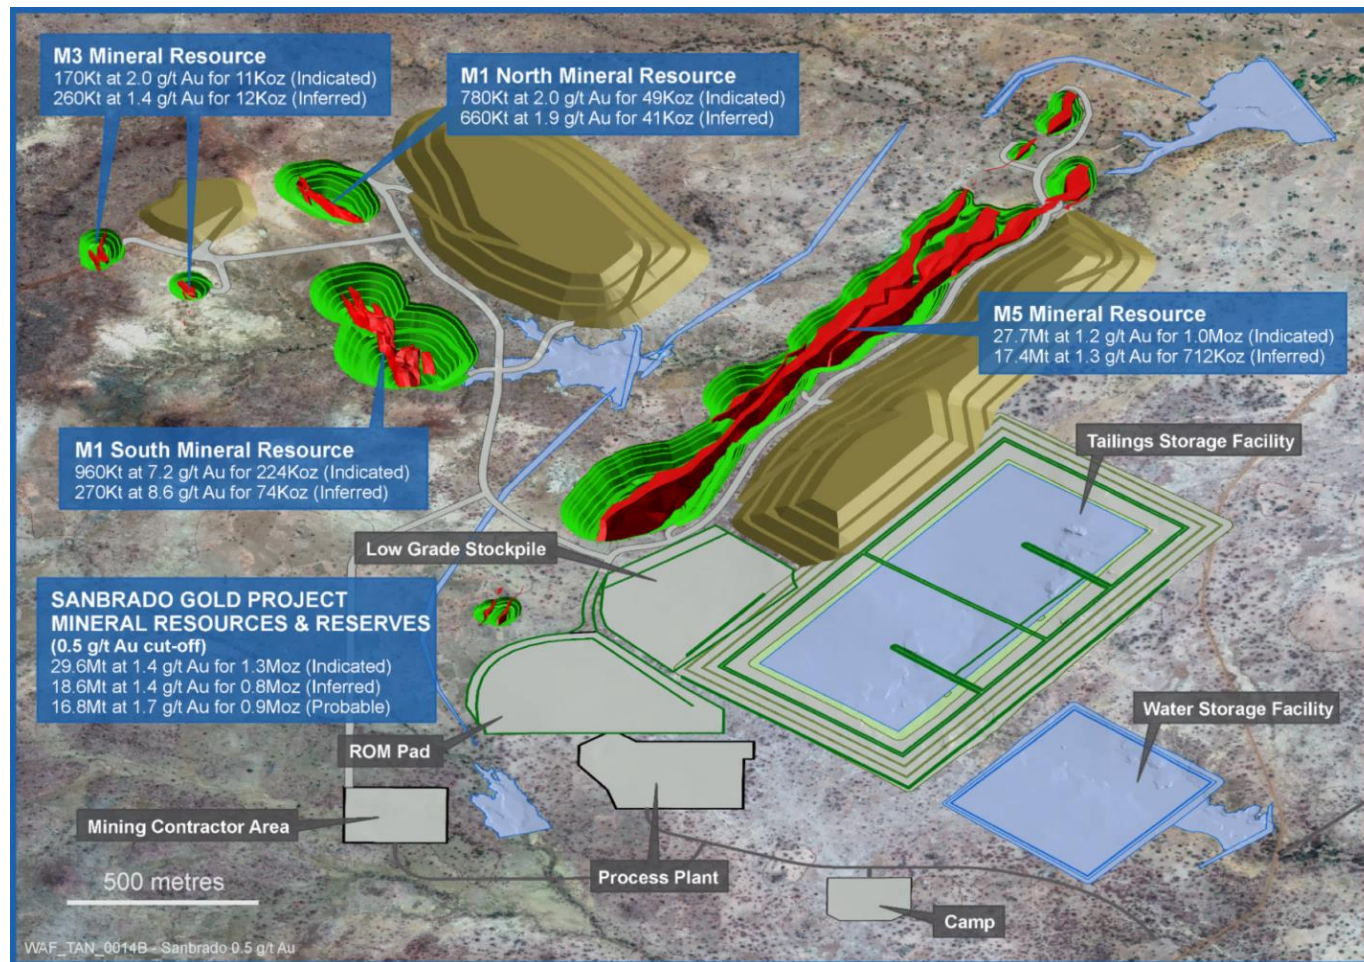 M3 Mineral Resource
170Kt at 2.0 g/t Au for 11Koz (Indicated)
260Kt at 1.4 g/t Au for 12Koz (Inferred)
M1 North Mineral Resource
780Kt at 2.0 g/t Au for 49Koz (Indicated)
660Kt at 1.9 g/t Au for 41Koz (Inferred)
M5 Mineral Resource
27.7Mt at 1.2 g/t Au for 1.0Moz (Indicated)
17.4Mt at 1.3 g/t Au for 712Koz (Inferred)
M1 South Mineral Resource
960Kt at 7.2 g/t Au for 224Koz (Indicated)
270Kt at 8.6 g/t Au for 74Koz (Inferred)
Tailings Storage Facility
Low Grade Stockpile
SANBRADO GOLD PROJECT
MINERAL RESOURCES & RESERVES
(0.5 g/t Au cut-off)
29.6Mt at 1.4 g/t Au for 1.3Moz (Indicated)
18.6Mt at 1.4 g/t Au for 0.8Moz (Inferred)
16.8Mt at 1.7 g/t Au for 0.9Moz (Probable)
Water Storage Facility
ROM Pad
Mining Contractor Area
Process Plant
500 metres
Camp
WAF_TAN_0014B - Sanbrado 0.5 g/t Au